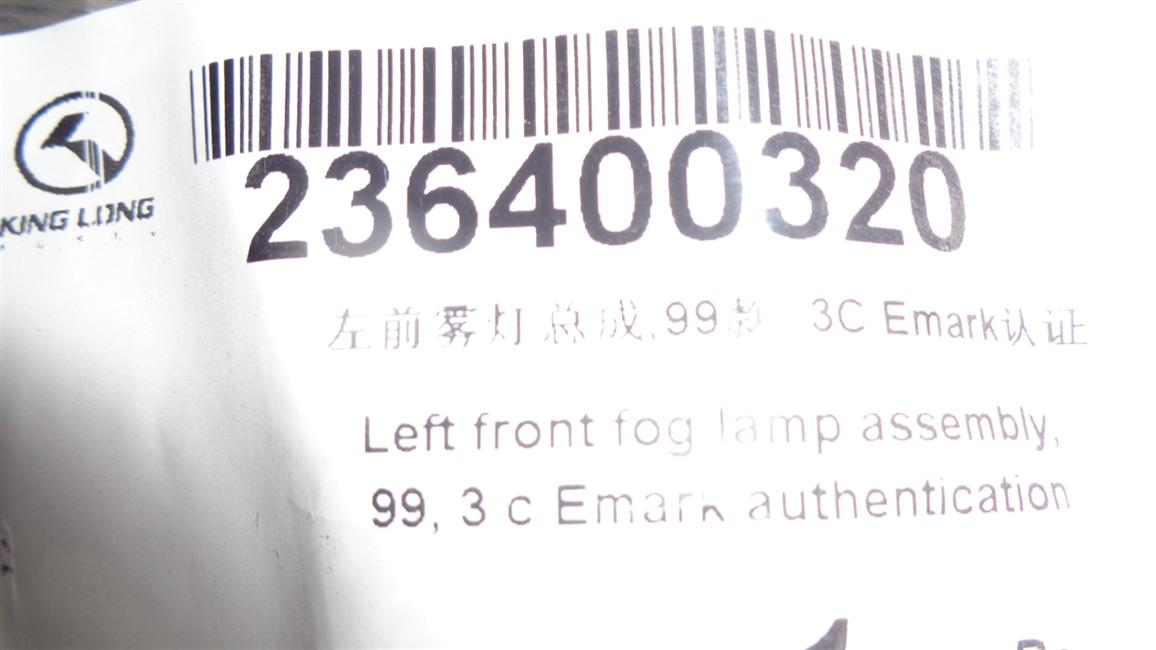 KING LONG
236400320
左前雾灯总成,99款 3C Emark认证
Left front fog lamp assembly,
99, 3 c Emark authentication